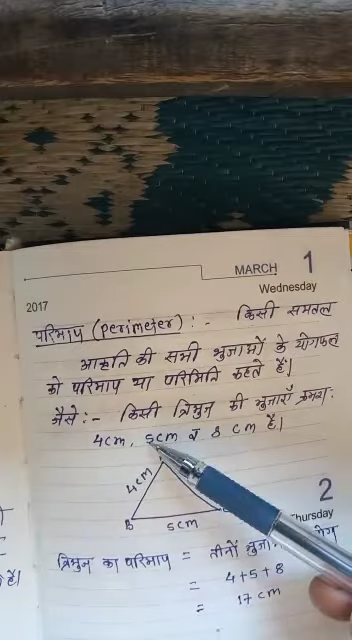 MARCH 1
Wednesday
2017
परिमाप (perimeter) :- किसी समतल
आकृति की सभी भुजाओं के योगफल
को परिमाप या परिमिति कहते हैं।
जैसे:- किसी त्रिभुज की भुजाएँ क्रमश:
4cm, 5cm व 8 cm हैं।
4cm
B 5cm
2
Thursday
त्रिभुज का परिमाप = तीनों
= 4+5+8
= 17 cm